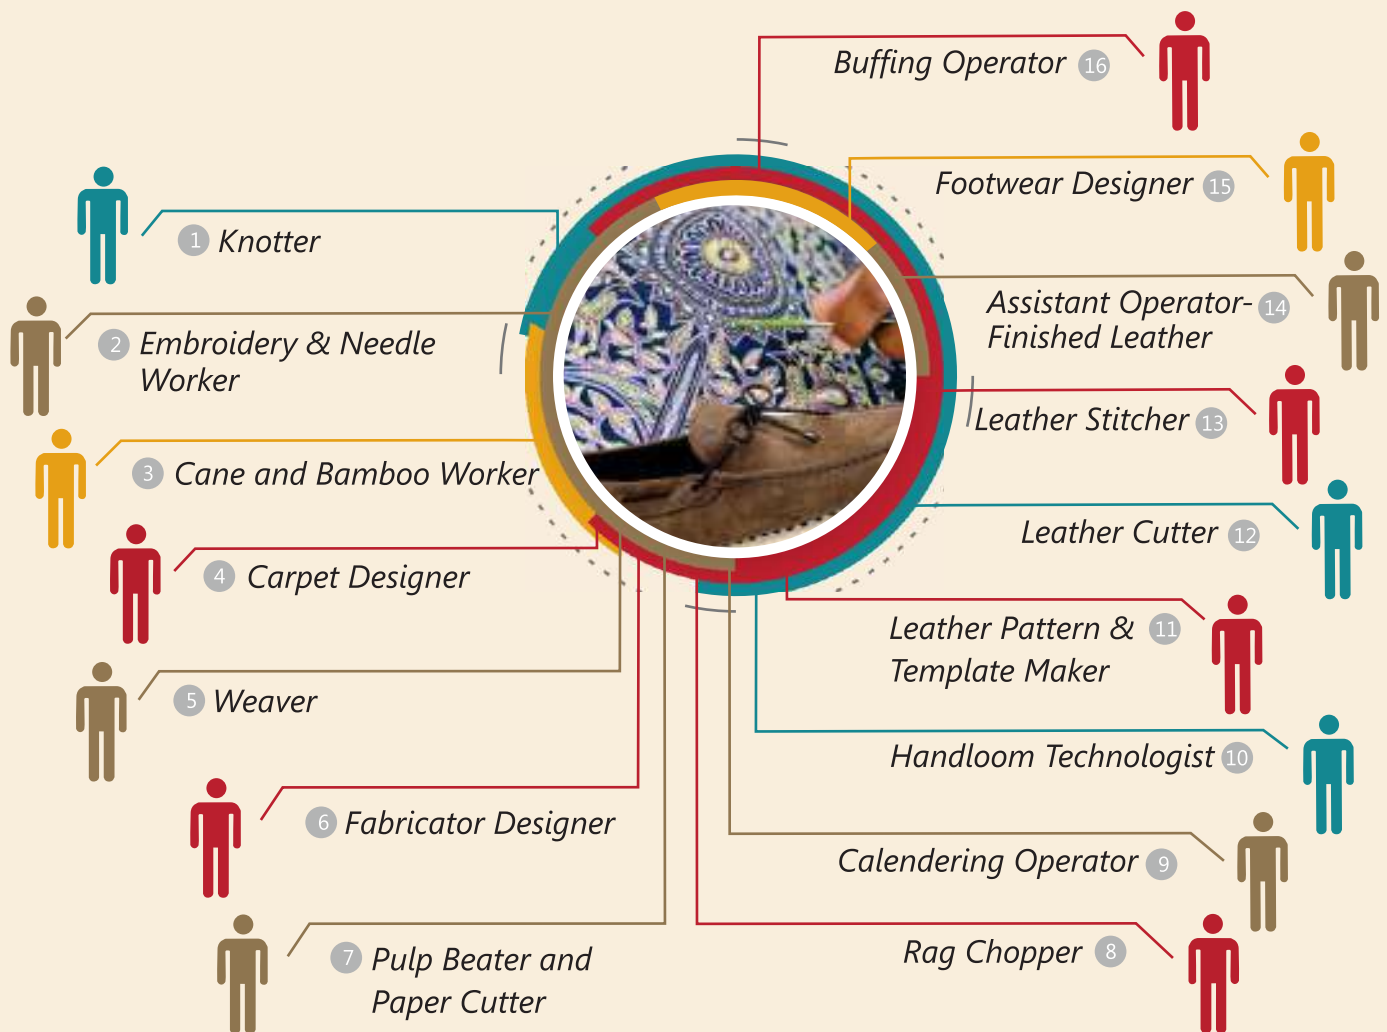 1 Knotter
2 Embroidery & Needle
Worker
3 Cane and Bamboo Worker
4 Carpet Designer
5 Weaver
6 Fabricator Designer
7 Pulp Beater and
Paper Cutter
Rag Chopper 8
Calendering Operator 9
Handloom Technologist 10
Leather Pattern & 11
Template Maker
Leather Cutter 12
Leather Stitcher 13
Assistant Operator- 14
Finished Leather
Footwear Designer 15
Buffing Operator 16